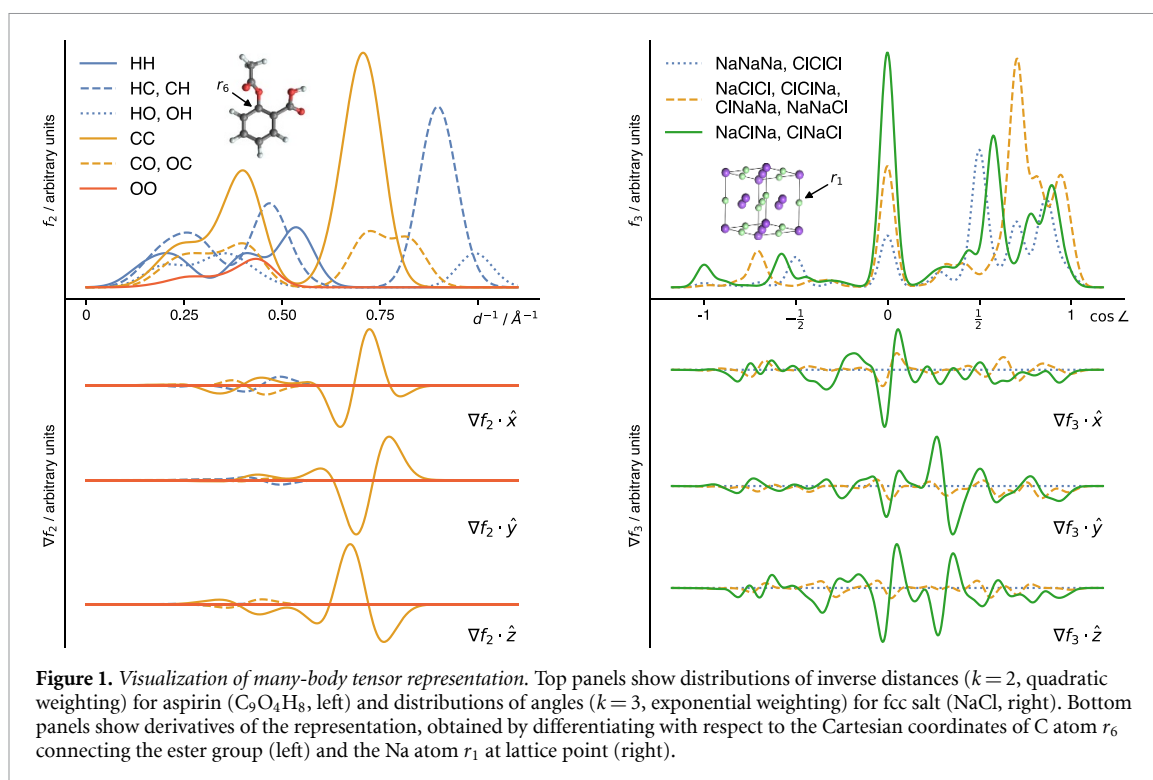 HH
HC, CH
HO, OH
CC
CO, OC
OO
r₆
f₂ / arbitrary units
0 0.25 0.50 0.75 d⁻¹ / Å⁻¹
∇f₂ · x̂
∇f₂ · ŷ
∇f₂ · ẑ
∇f₂ / arbitrary units
NaNaNa, ClClCl
NaClCl, ClClNa,
ClNaNa, NaNaCl
NaClNa, ClNaCl
r₁
f₃ / arbitrary units
-1 −½ 0 ½ 1 cos∠
∇f₃ · x̂
∇f₃ · ŷ
∇f₃ · ẑ
∇f₃ / arbitrary units
Figure 1. Visualization of many-body tensor representation. Top panels show distributions of inverse distances (k = 2, quadratic
weighting) for aspirin (C₉O₄H₈, left) and distributions of angles (k = 3, exponential weighting) for fcc salt (NaCl, right). Bottom
panels show derivatives of the representation, obtained by differentiating with respect to the Cartesian coordinates of C atom r₆
connecting the ester group (left) and the Na atom r₁ at lattice point (right).